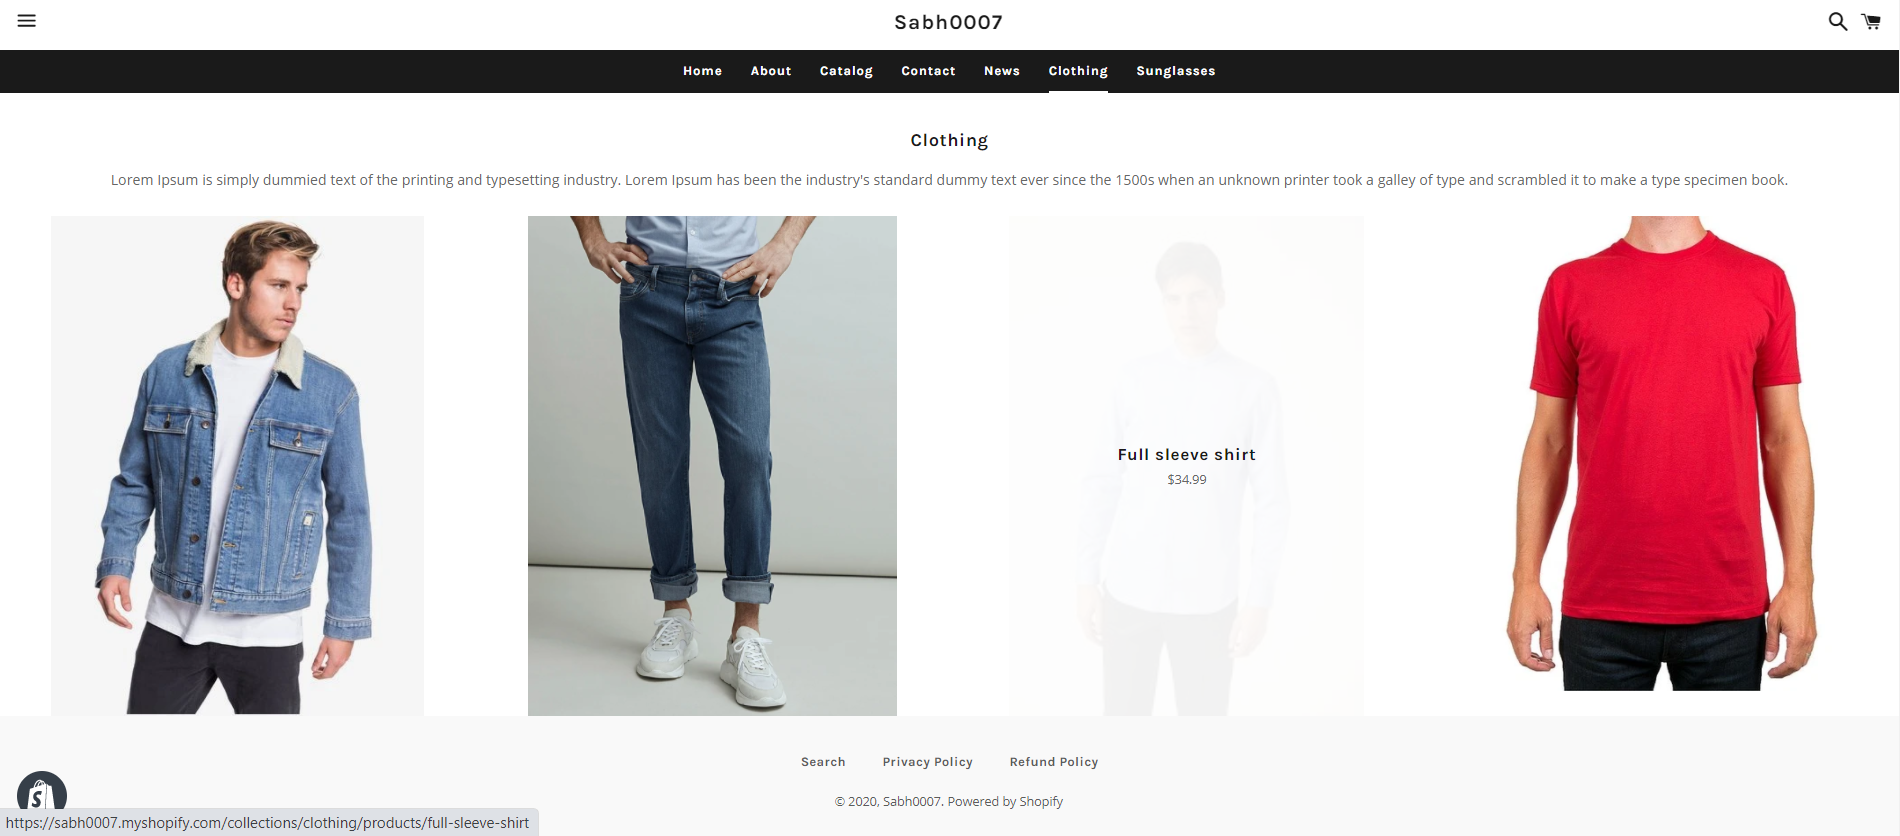 Sabh0007
Home About Catalog Contact News Clothing Sunglasses
Clothing
Lorem Ipsum is simply dummied text of the printing and typesetting industry. Lorem Ipsum has been the industry's standard dummy text ever since the 1500s when an unknown printer took a galley of type and scrambled it to make a type specimen book.
Full sleeve shirt
$34.99
Search Privacy Policy Refund Policy
© 2020, Sabh0007. Powered by Shopify
S
https://sabh0007.myshopify.com/collections/clothing/products/full-sleeve-shirt